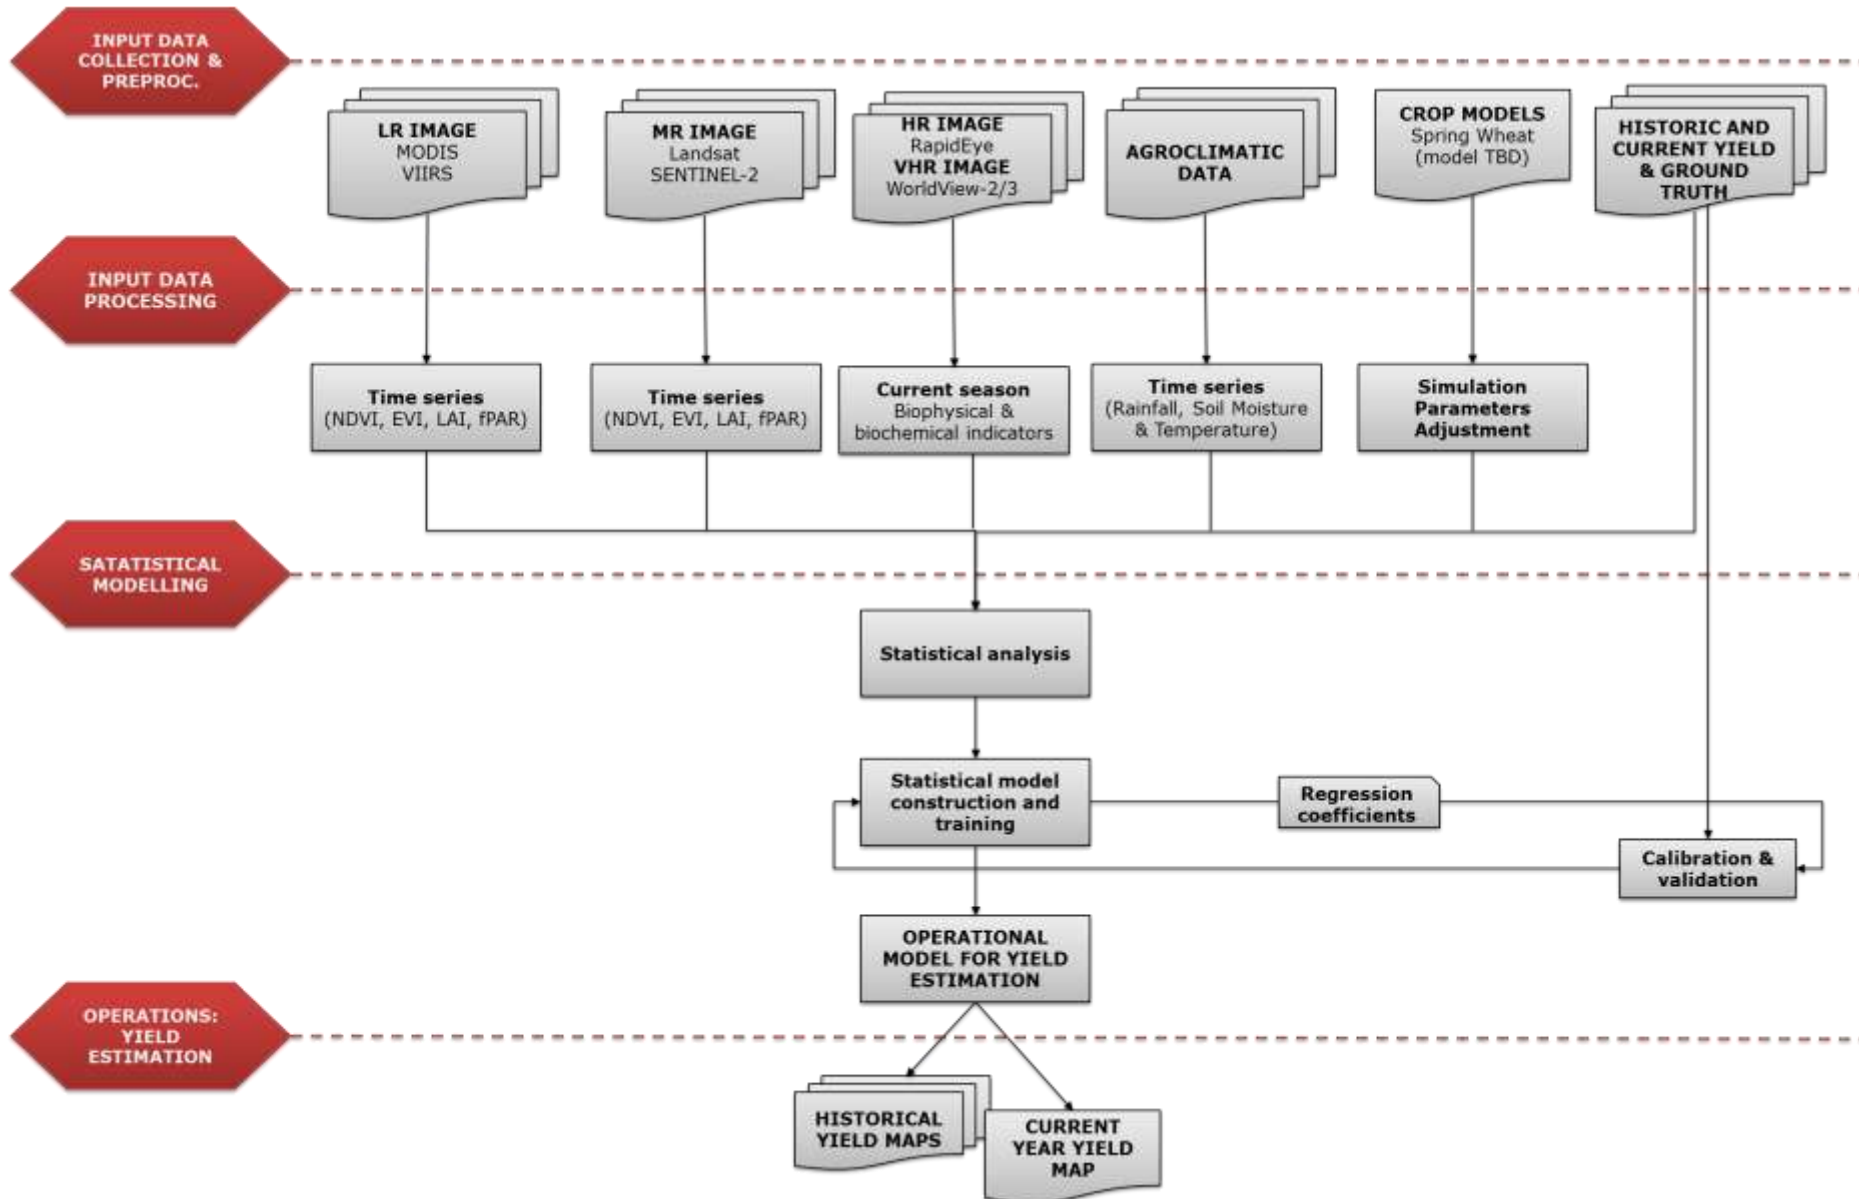 INPUT DATA
COLLECTION &
PREPROC.
LR IMAGE
MODIS
VIIRS
MR IMAGE
Landsat
SENTINEL-2
HR IMAGE
RapidEye
VHR IMAGE
WorldView-2/3
AGROCLIMATIC
DATA
CROP MODELS
Spring Wheat
(model TBD)
HISTORIC AND
CURRENT YIELD
& GROUND
TRUTH
INPUT DATA
PROCESSING
Time series
(NDVI, EVI, LAI, fPAR)
Time series
(NDVI, EVI, LAI, fPAR)
Current season
Biophysical &
biochemical indicators
Time series
(Rainfall, Soil Moisture
& Temperature)
Simulation
Parameters
Adjustment
SATATISTICAL
MODELLING
Statistical analysis
Statistical model
construction and
training
Regression
coefficients
Calibration &
validation
OPERATIONAL
MODEL FOR YIELD
ESTIMATION
OPERATIONS:
YIELD
ESTIMATION
HISTORICAL
YIELD MAPS
CURRENT
YEAR YIELD
MAP